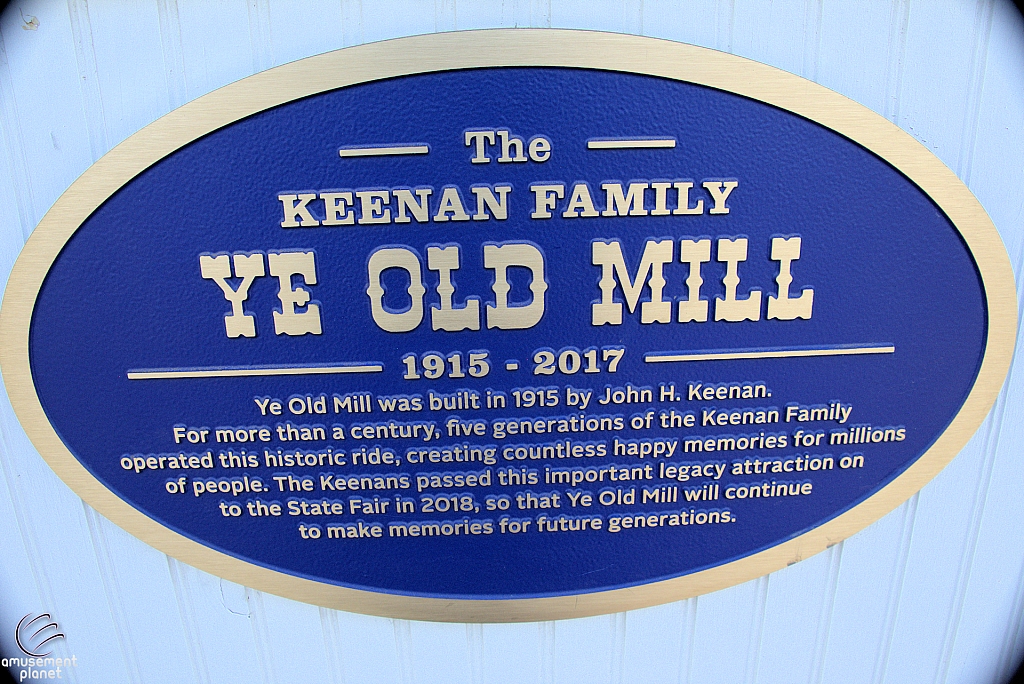 The
KEENAN FAMILY
YE OLD MILL
1915 - 2017
Ye Old Mill was built in 1915 by John H. Keenan.
For more than a century, five generations of the Keenan Family
operated this historic ride, creating countless happy memories for millions
of people. The Keenans passed this important legacy attraction on
to the State Fair in 2018, so that Ye Old Mill will continue
to make memories for future generations.
amusement
planet